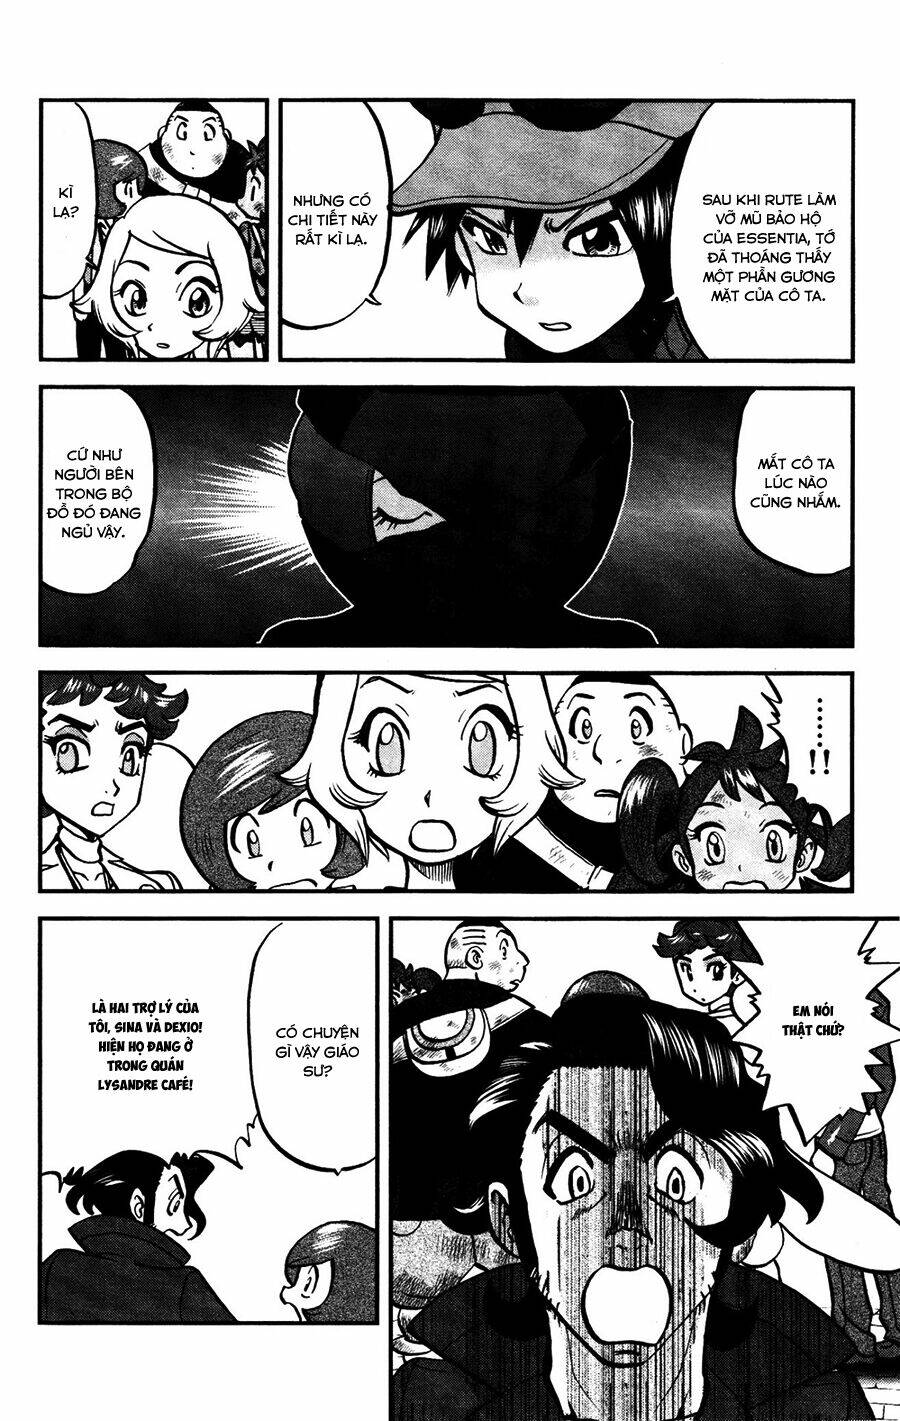 SAU KHI RUTE LÀM
VỠ MŨ BẢO HỘ
CỦA ESSENTIA, TỚ
ĐÃ THOÁNG THẤY
MỘT PHẦN GƯƠNG
MẶT CỦA CÔ TA.
NHƯNG CÓ
CHI TIẾT NÀY
RẤT KÌ LẠ.
KÌ
LẠ?
MẮT CÔ TA
LÚC NÀO
CŨNG NHẮM.
CỨ NHƯ
NGƯỜI BÊN
TRONG BỘ
ĐỒ ĐÓ ĐANG
NGỦ VẬY.
......!!
EM NÓI
THẬT CHỨ?
CÓ CHUYỆN
GÌ VẬY GIÁO
SƯ?
LÀ HAI TRỢ LÝ CỦA
TÔI, SINA VÀ DEXIO!
HIỆN HỌ ĐANG Ở
TRONG QUÁN
LYSANDRE CAFÉ!